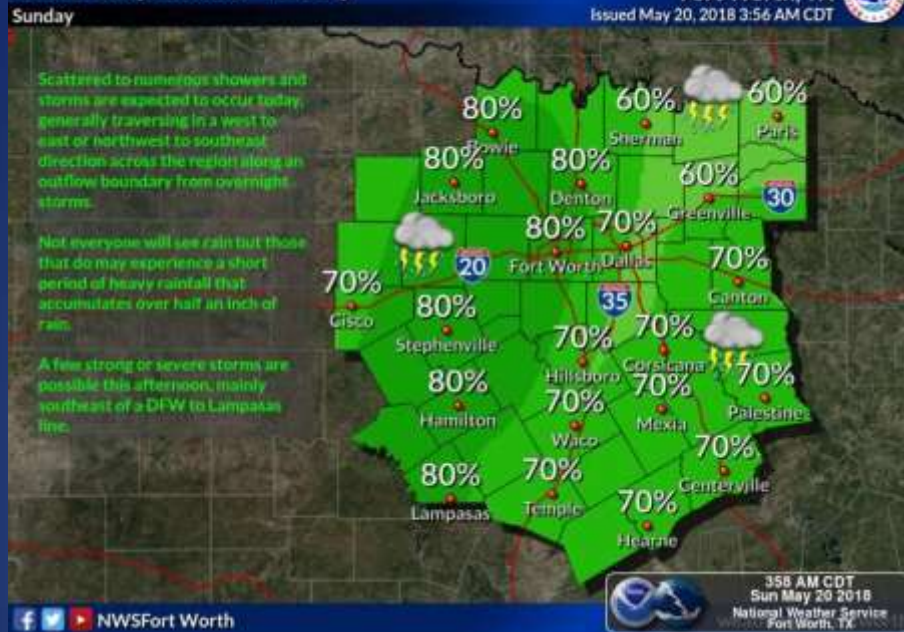 Sunday
Issued May 20, 2018 3:56 AM CDT
Scattered to numerous showers and
storms are expected to occur today,
generally traversing in a west to
east or northwest to southeast
direction across the region along an
outflow boundary from overnight
storms.
Not everyone will see rain but those
that do may experience a short
period of heavy rainfall that
accumulates over half an inch of
rain.
A few strong or severe storms are
possible this afternoon, mainly
southeast of a DFW to Lampasas
line.
80%
Bowie
60%
Sherman
60%
Paris
80%
Jacksboro
80%
Denton
60%
Greenville
30
80%
Fort Worth
70%
Dallas
20
70%
Canton
70%
Cisco
35
80%
Stephenville
70%
Hillsboro
70%
Corsicana
80%
Hamilton
70%
Waco
70%
Mexia
70%
Palestine
80%
Lampasas
70%
Temple
70%
Centerville
70%
Hearne
NWSFort Worth
358 AM CDT
Sun May 20 2018
National Weather Service
Fort Worth, TX